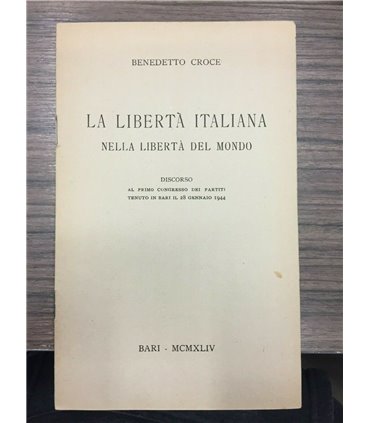 BENEDETTO CROCE
LA LIBERTÀ ITALIANA
NELLA LIBERTÀ DEL MONDO
DISCORSO
AL PRIMO CONGRESSO DEI PARTITI
TENUTO IN BARI IL 28 GENNAIO 1944
BARI - MCMXLIV